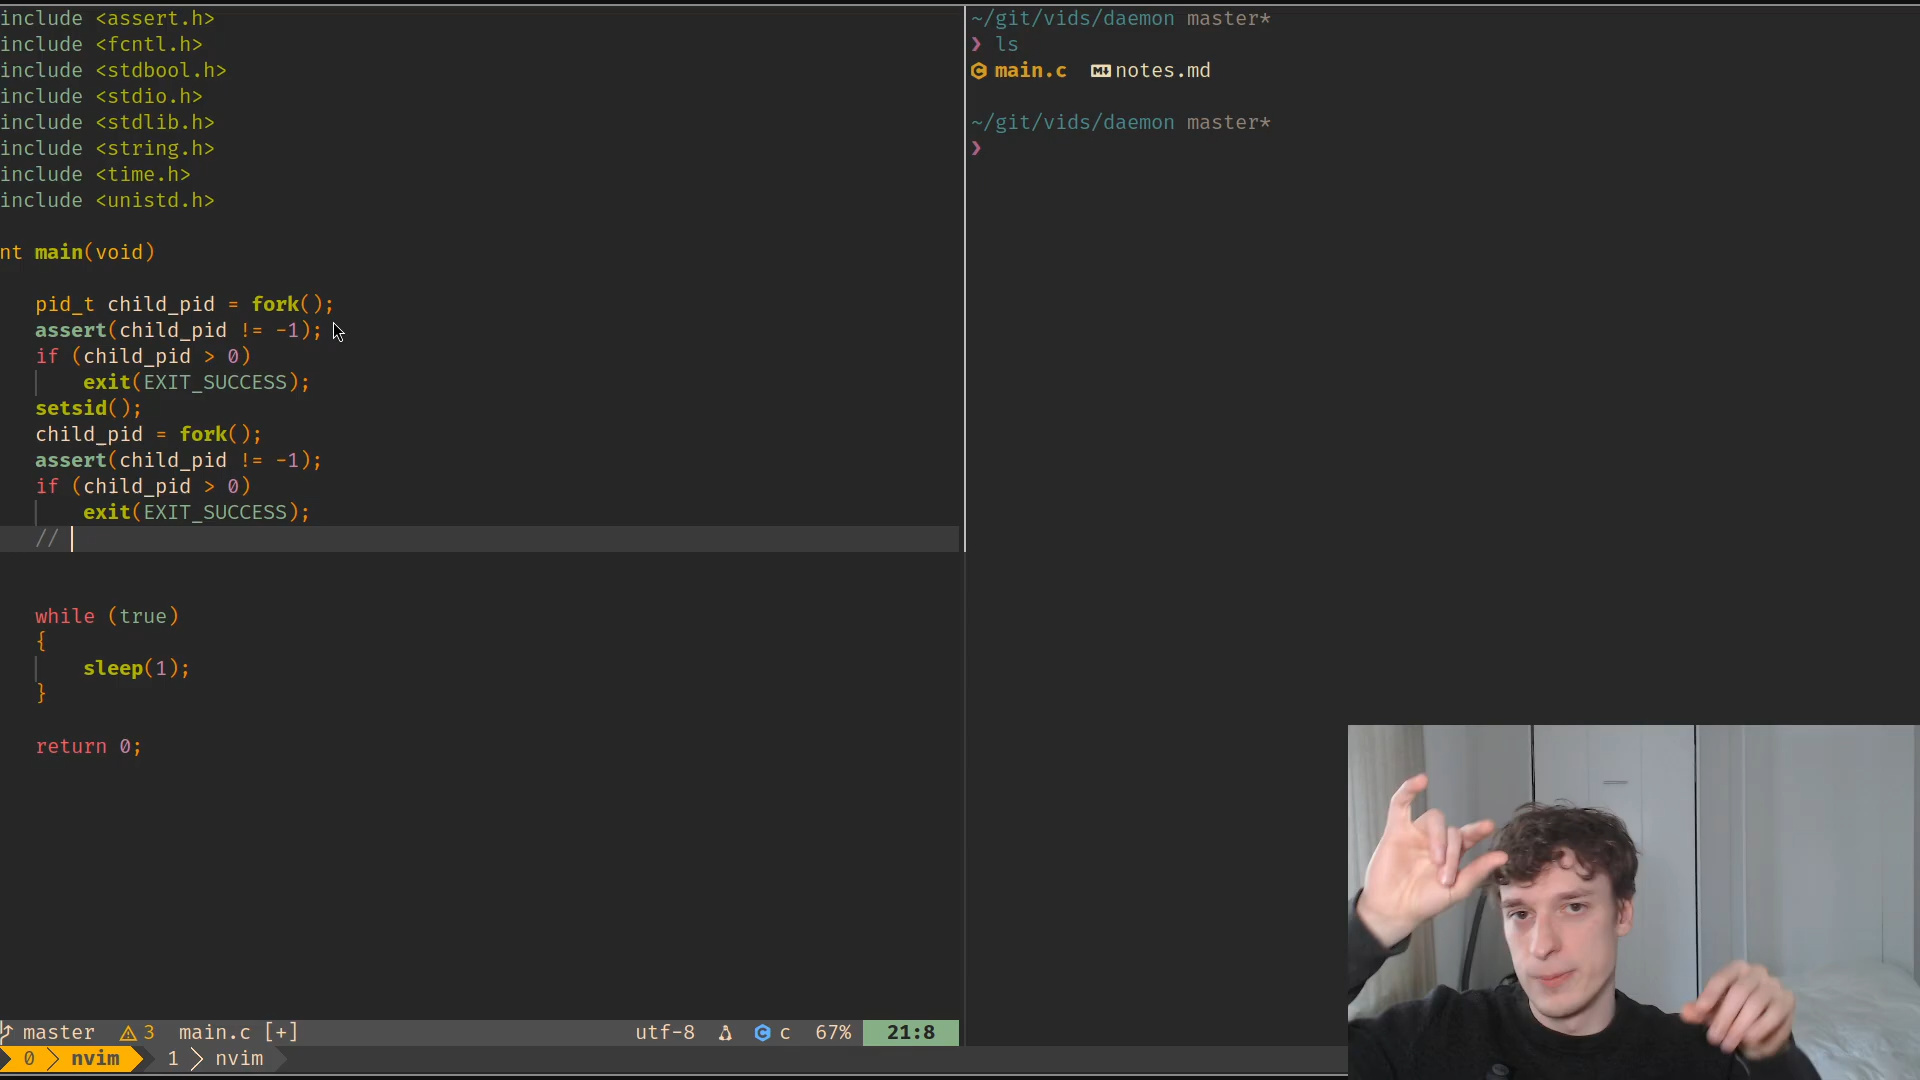 include <assert.h>
include <fcntl.h>
include <stdbool.h>
include <stdio.h>
include <stdlib.h>
include <string.h>
include <time.h>
include <unistd.h>
nt main(void)
pid_t child_pid = fork();
assert(child_pid != -1);
if (child_pid > 0)
exit(EXIT_SUCCESS);
setsid();
child_pid = fork();
assert(child_pid != -1);
if (child_pid > 0)
exit(EXIT_SUCCESS);
//
while (true)
{
sleep(1);
}
return 0;
master 3 main.c [+] utf-8 c 67% 21:8
0 nvim 1 nvim
~/git/vids/daemon master*
❯ ls
main.c notes.md
~/git/vids/daemon master*
❯